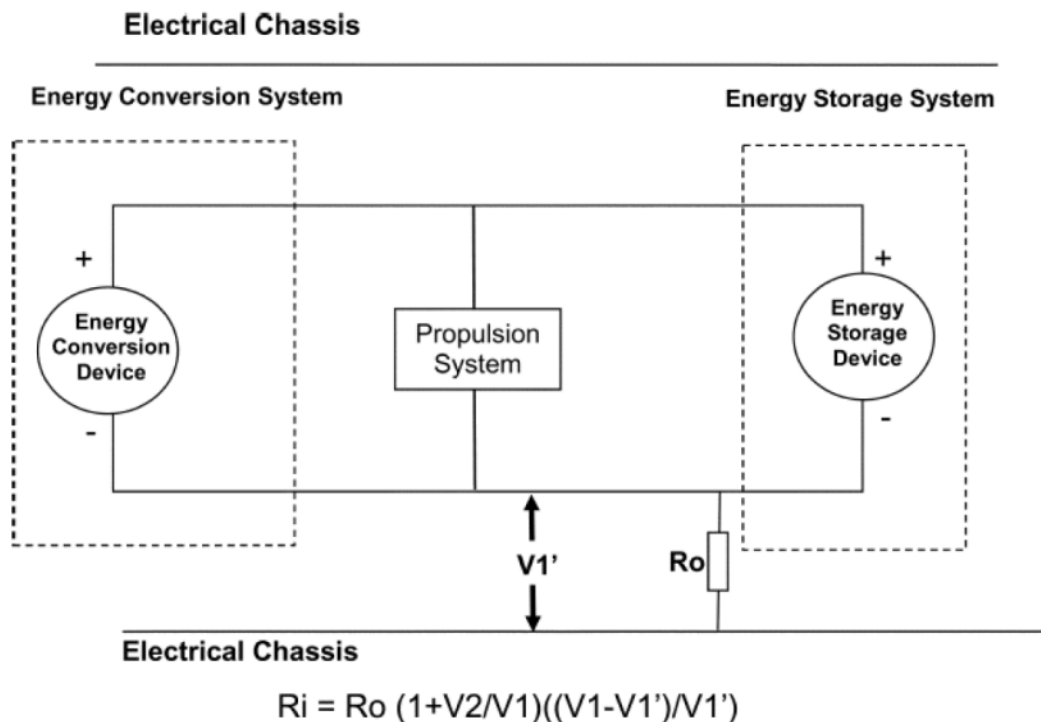 Electrical Chassis
Energy Conversion System
Energy Storage System
+
Energy
Conversion
Device
-
Propulsion
System
+
Energy
Storage
Device
-
V1’
Ro
Electrical Chassis
Ri = Ro (1+V2/V1)((V1-V1’)/V1’)